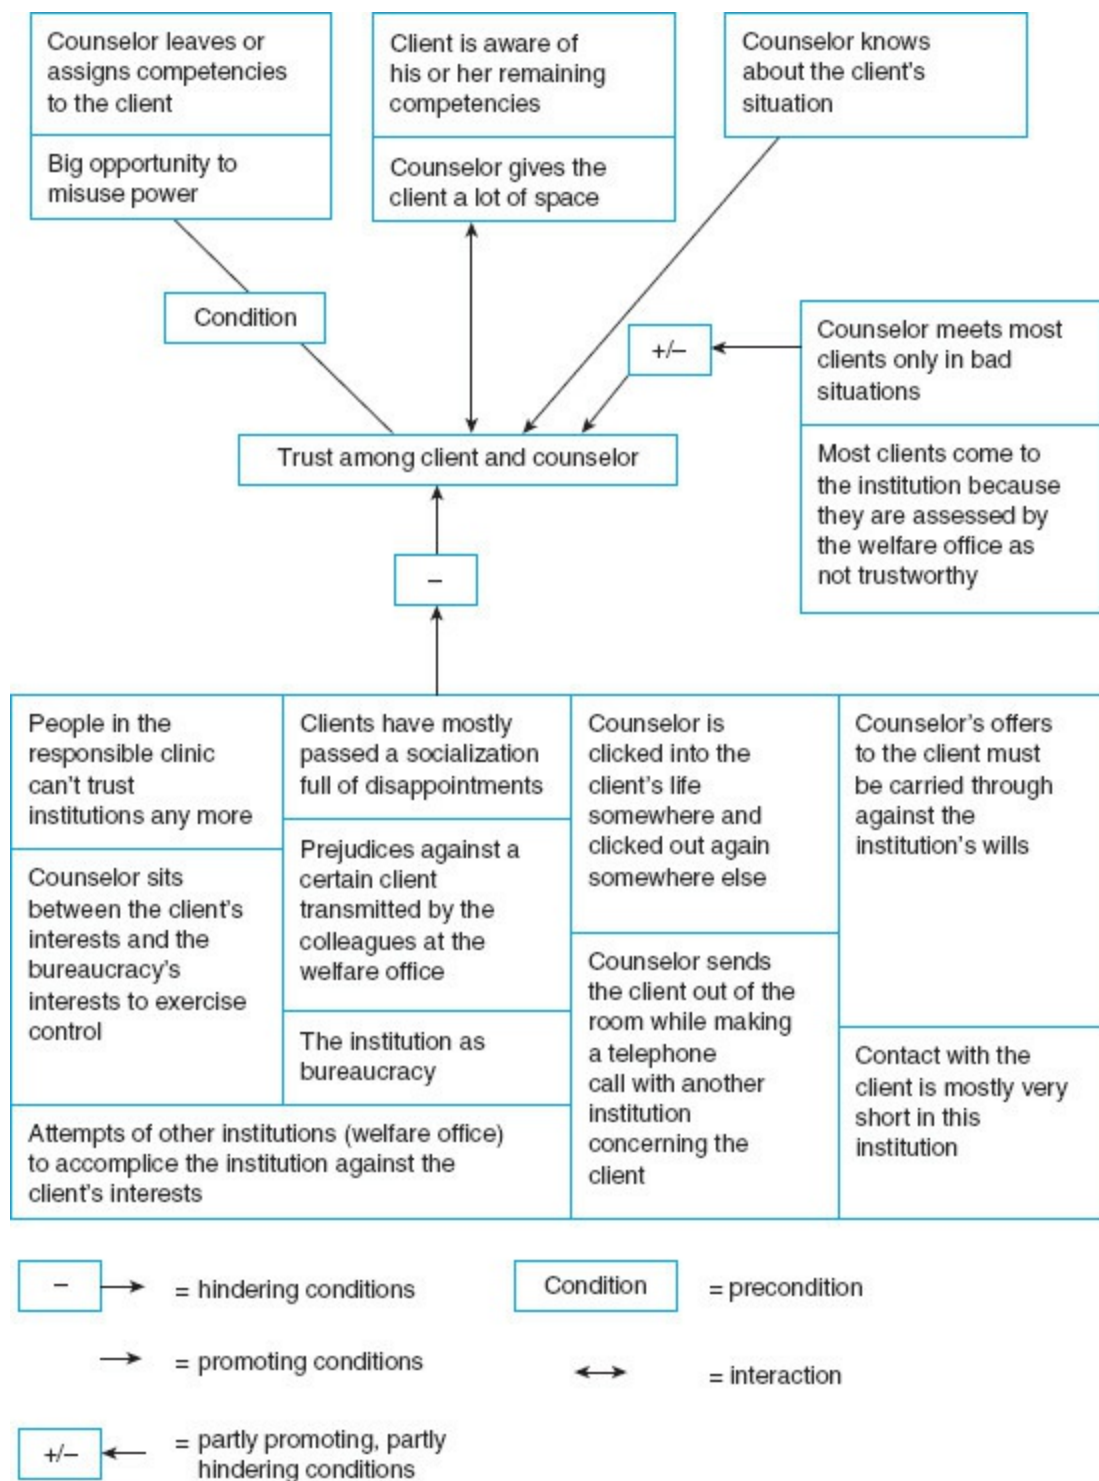 Counselor leaves or
assigns competencies
to the client
Big opportunity to
misuse power
Client is aware of
his or her remaining
competencies
Counselor gives the
client a lot of space
Counselor knows
about the client's
situation
Condition
+/–
Counselor meets most
clients only in bad
situations
Most clients come to
the institution because
they are assessed by
the welfare office as
not trustworthy
Trust among client and counselor
–
People in the
responsible clinic
can't trust
institutions any more
Counselor sits
between the client's
interests and the
bureaucracy's
interests to exercise
control
Clients have mostly
passed a socialization
full of disappointments
Prejudices against a
certain client
transmitted by the
colleagues at the
welfare office
The institution as
bureaucracy
Attempts of other institutions (welfare office)
to accomplice the institution against the
client's interests
Counselor is
clicked into the
client's life
somewhere and
clicked out again
somewhere else
Counselor sends
the client out of the
room while making
a telephone
call with another
institution
concerning the
client
Counselor's offers
to the client must
be carried through
against the
institution's wills
Contact with the
client is mostly very
short in this
institution
– = hindering conditions
Condition = precondition
= promoting conditions
= interaction
+/– = partly promoting, partly
hindering conditions